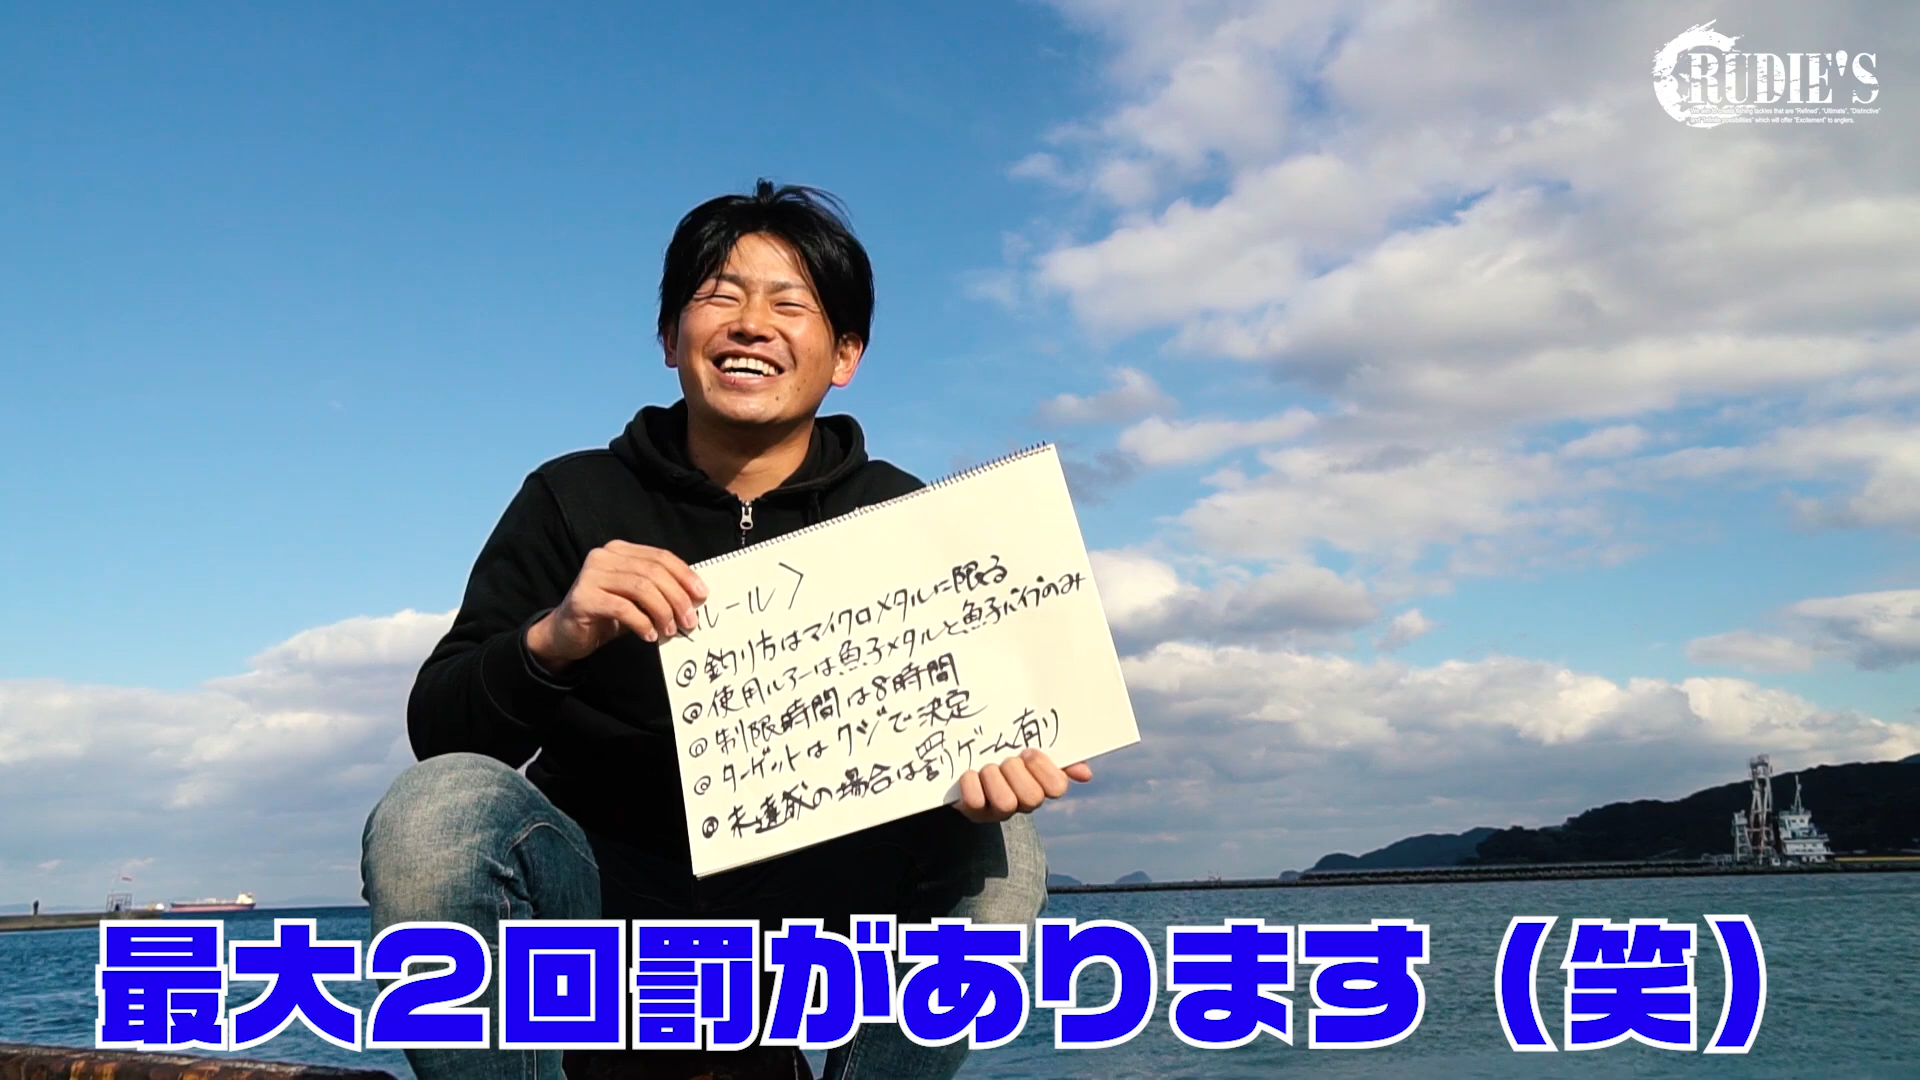 RUDIE'S
〈ルール〉
@釣り方はマイクロメタルに限る
@使用ルアーは魚子メタルと魚子バイブのみ
@制限時間は8時間
@ターゲットはクジで決定
@未達成の場合は罰ゲーム有り
最大2回罰があります（笑）